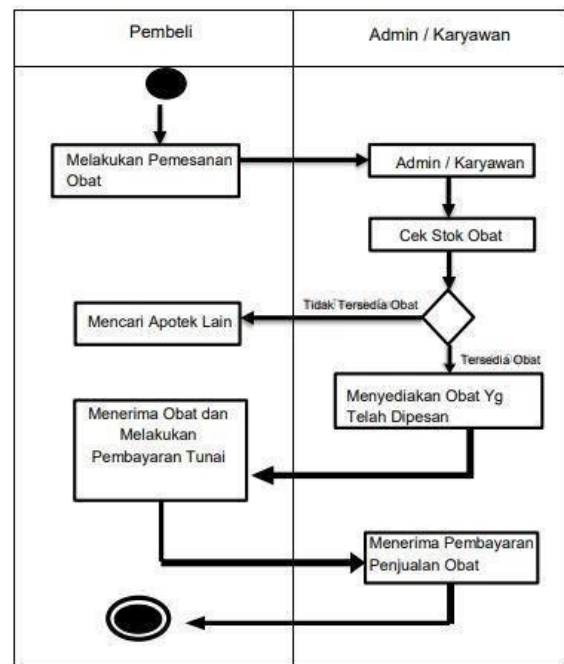 Pembeli
Admin / Karyawan
Melakukan Pemesanan
Obat
Admin / Karyawan
Cek Stok Obat
Tidak Tersedia Obat
Mencari Apotek Lain
Tersedia Obat
Menyediakan Obat Yg
Telah Dipesan
Menerima Obat dan
Melakukan
Pembayaran Tunai
Menerima Pembayaran
Penjualan Obat